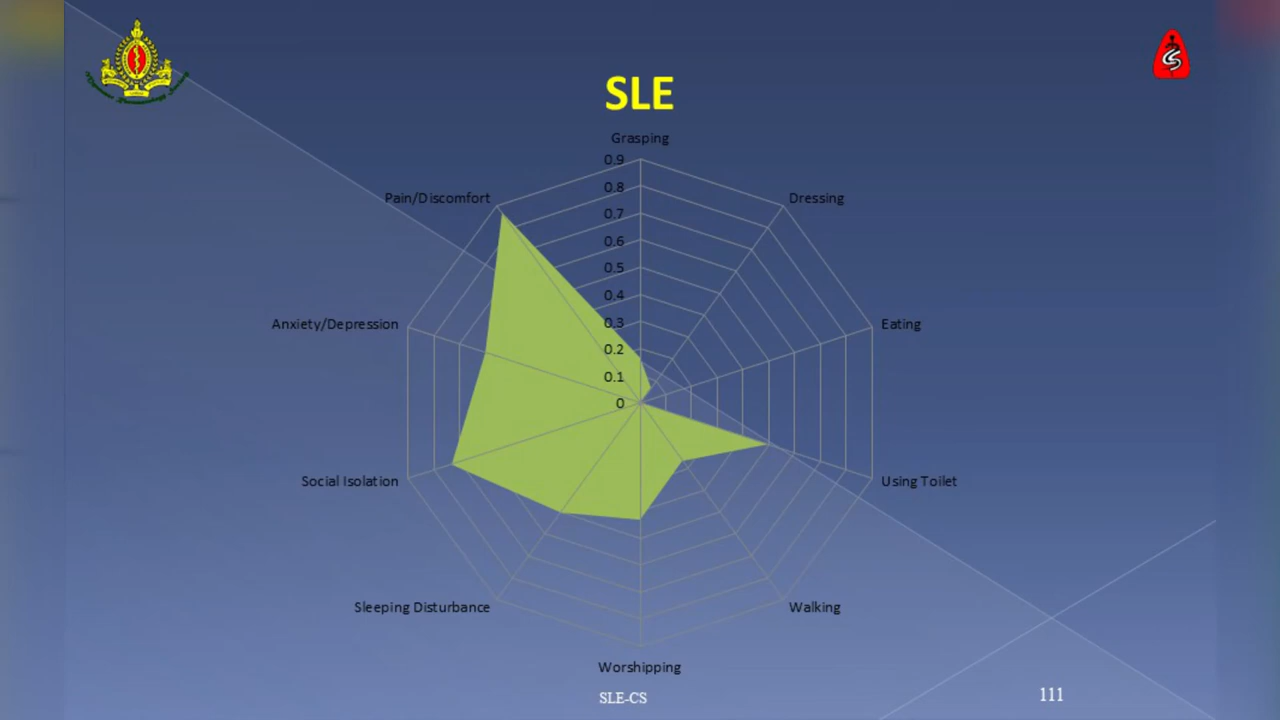 SLE
Grasping
0.9
Pain/Discomfort
Dressing
0.8
0.7
0.6
0.5
0.4
Anxiety/Depression
0.3
Eating
0.2
0.1
0
Social Isolation
Using Toilet
Sleeping Disturbance
Walking
Worshipping
SLE-CS
111